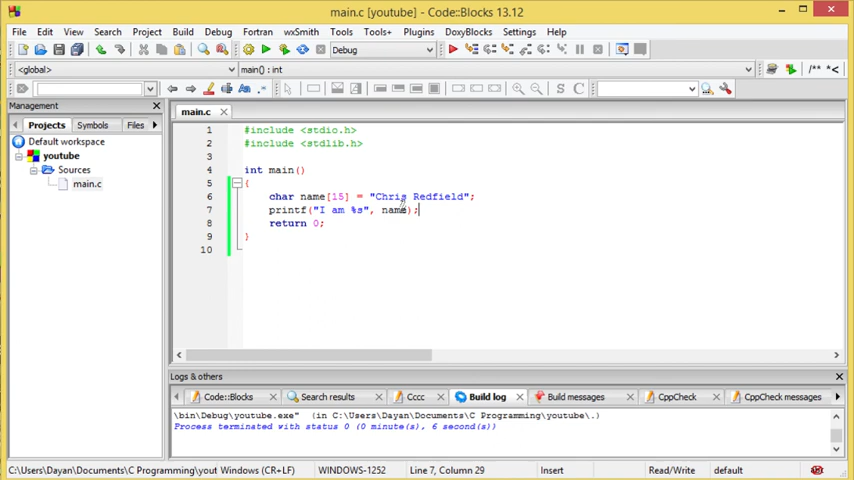 main.c [youtube] - Code::Blocks 13.12
File Edit View Search Project Build Debug Fortran wxSmith Tools Tools+ Plugins DoxyBlocks Settings Help
Debug
<global> main() : int
/** *<
S C
Management
main.c
Projects Symbols Files
Default workspace
youtube
Sources
main.c
1 #include <stdio.h>
2 #include <stdlib.h>
3
4 int main()
5 {
6 char name[15] = "Chris Redfield";
7 printf("I am %s", name);
8 return 0;
9 }
10
Logs & others
Code::Blocks Search results Cccc Build log Build messages CppCheck CppCheck messages
\bin\Debug\youtube.exe" (in C:\Users\Dayan\Documents\C Programming\youtube\.)
Process terminated with status 0 (0 minute(s), 6 second(s))
C:\Users\Dayan\Documents\C Programming\yout Windows (CR+LF) WINDOWS-1252 Line 7, Column 29 Insert Read/Write default